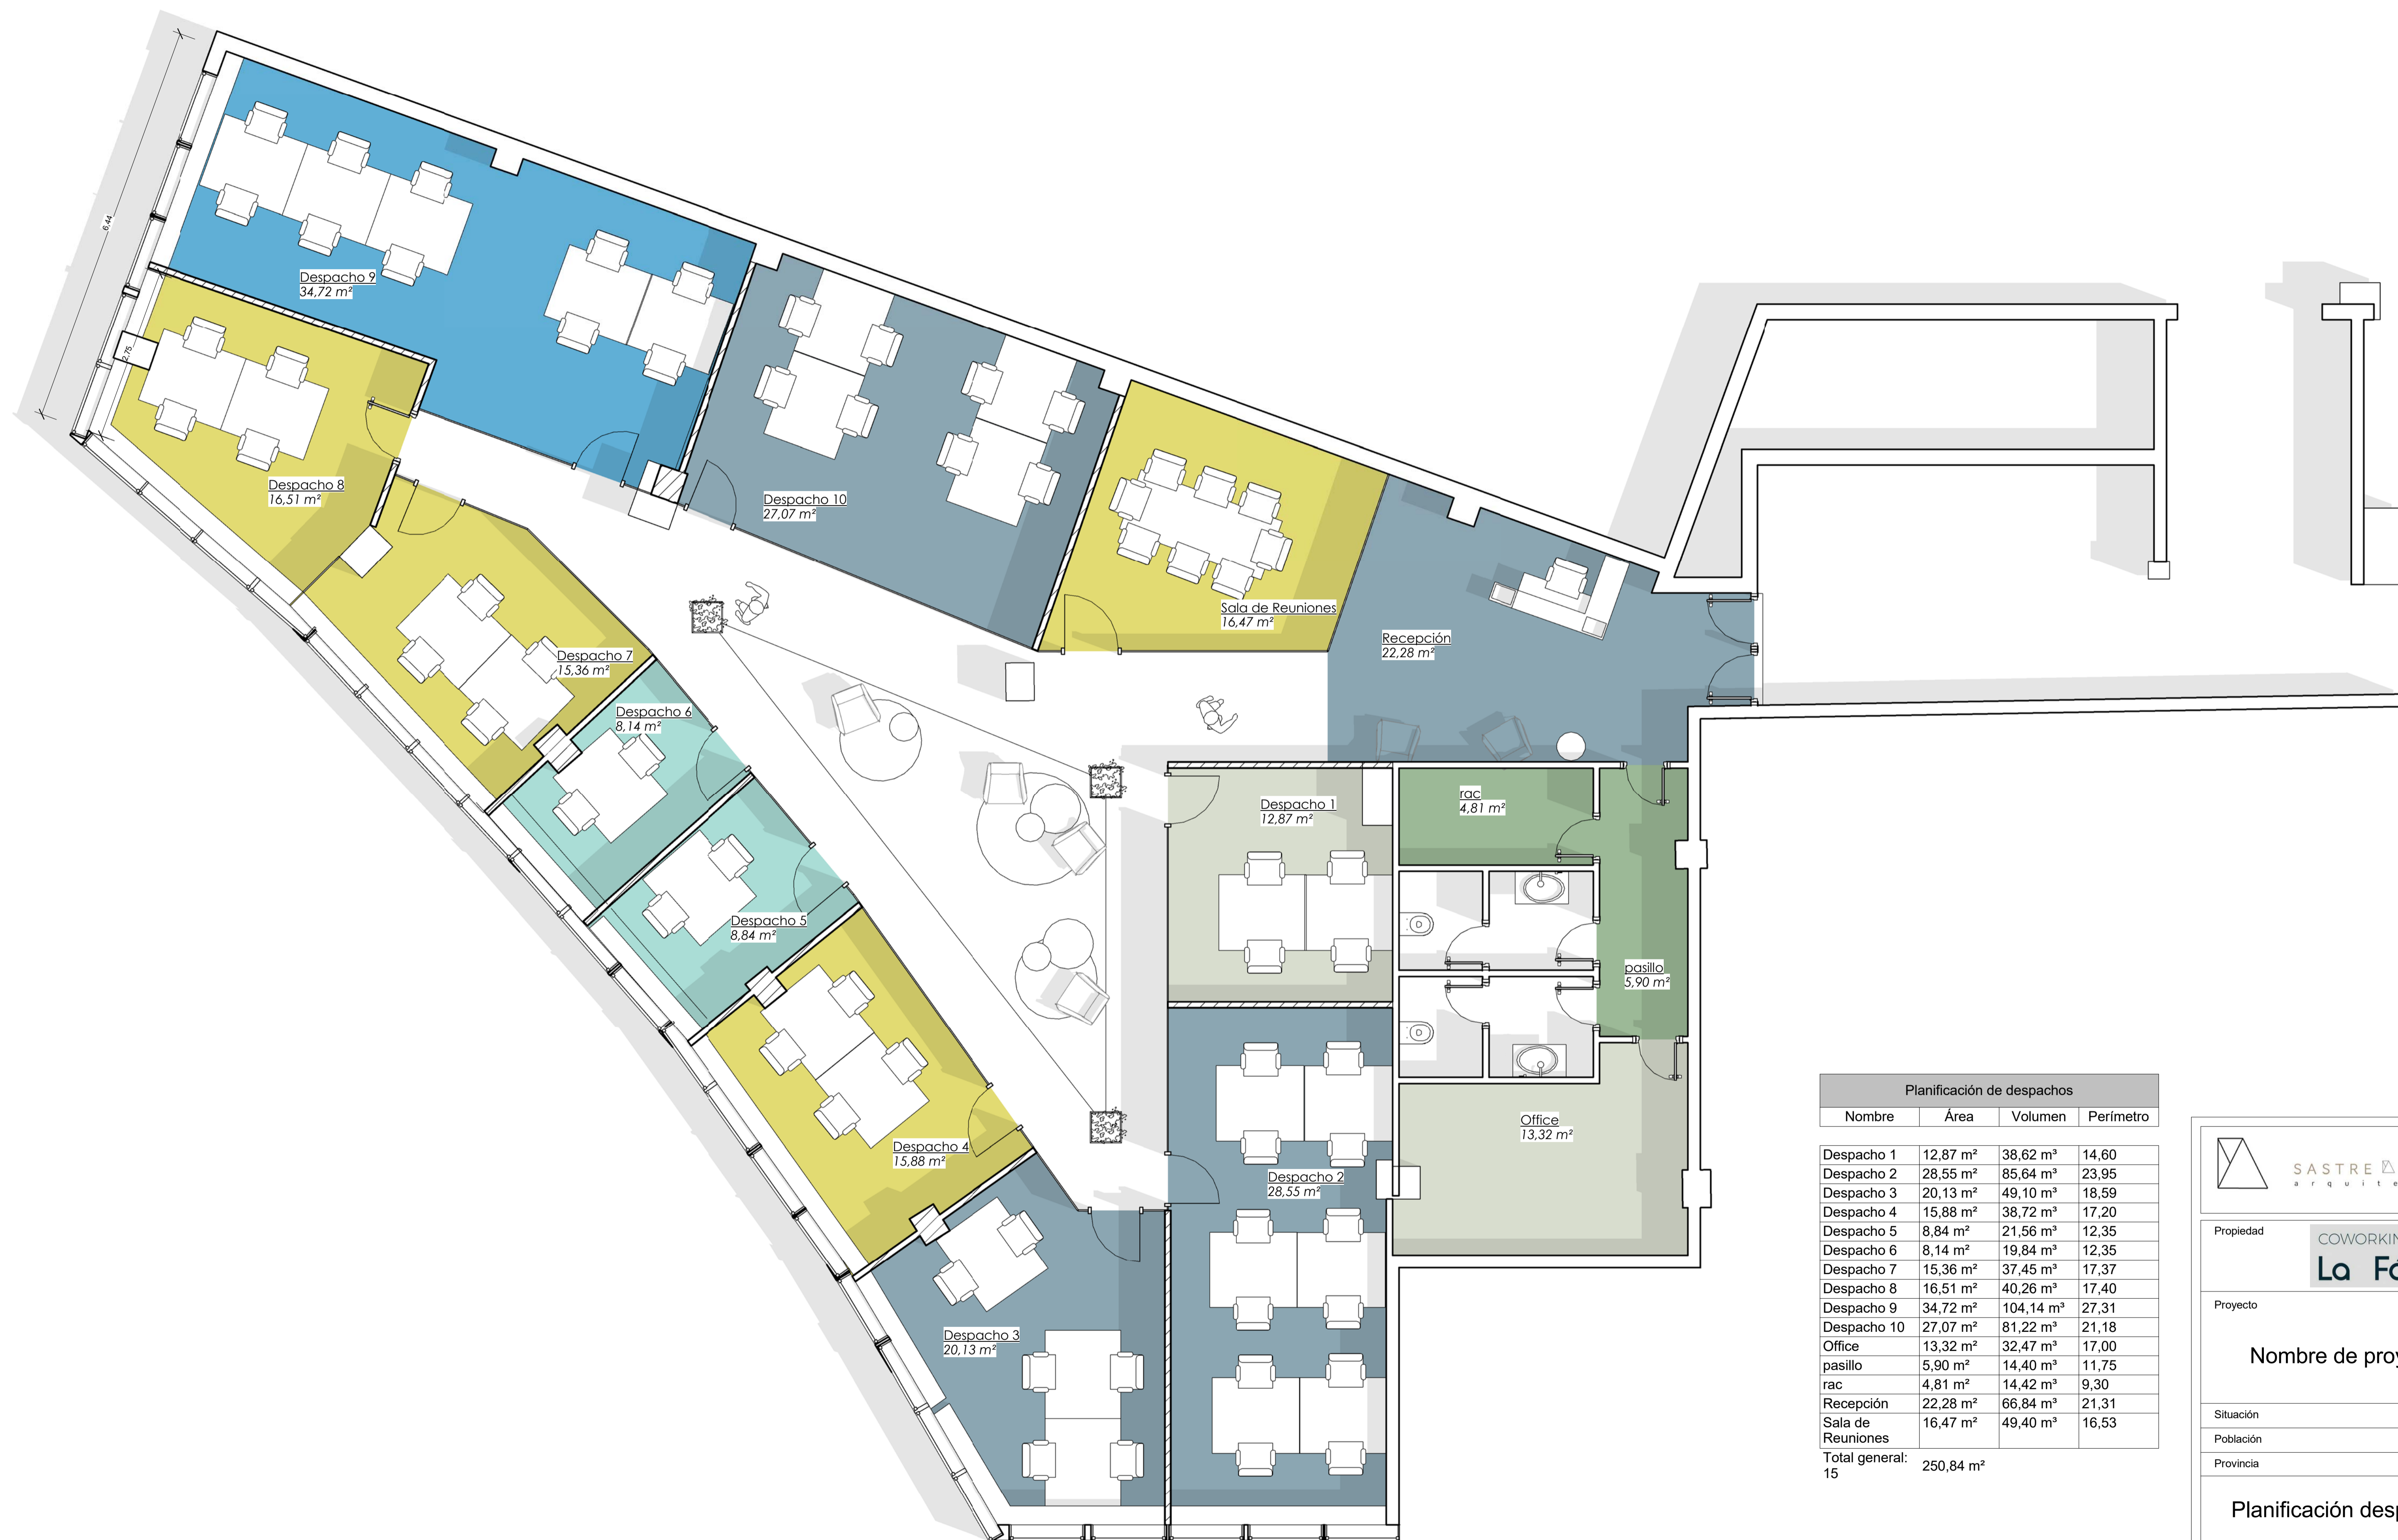 6,44
Despacho 9
34,72 m²
2,75
Despacho 8
16,51 m²
Despacho 10
27,07 m²
Sala de Reuniones
16,47 m²
Recepción
22,28 m²
Despacho 7
15,36 m²
Despacho 6
8,14 m²
Despacho 1
12,87 m²
rac
4,81 m²
Despacho 5
8,84 m²
pasillo
5,90 m²
Despacho 4
15,88 m²
Office
13,32 m²
Despacho 2
28,55 m²
Despacho 3
20,13 m²
Planificación de despachos
Nombre Área Volumen Perímetro
Despacho 1 12,87 m² 38,62 m³ 14,60
Despacho 2 28,55 m² 85,64 m³ 23,95
Despacho 3 20,13 m² 49,10 m³ 18,59
Despacho 4 15,88 m² 38,72 m³ 17,20
Despacho 5 8,84 m² 21,56 m³ 12,35
Despacho 6 8,14 m² 19,84 m³ 12,35
Despacho 7 15,36 m² 37,45 m³ 17,37
Despacho 8 16,51 m² 40,26 m³ 17,40
Despacho 9 34,72 m² 104,14 m³ 27,31
Despacho 10 27,07 m² 81,22 m³ 21,18
Office 13,32 m² 32,47 m³ 17,00
pasillo 5,90 m² 14,40 m³ 11,75
rac 4,81 m² 14,42 m³ 9,30
Recepción 22,28 m² 66,84 m³ 21,31
Sala de 16,47 m² 49,40 m³ 16,53
Reuniones
Total general: 250,84 m²
15
SASTRE
arquite
Propiedad
COWORKIN
La Fá
Proyecto
Nombre de proy
Situación
Población
Provincia
Planificación desp